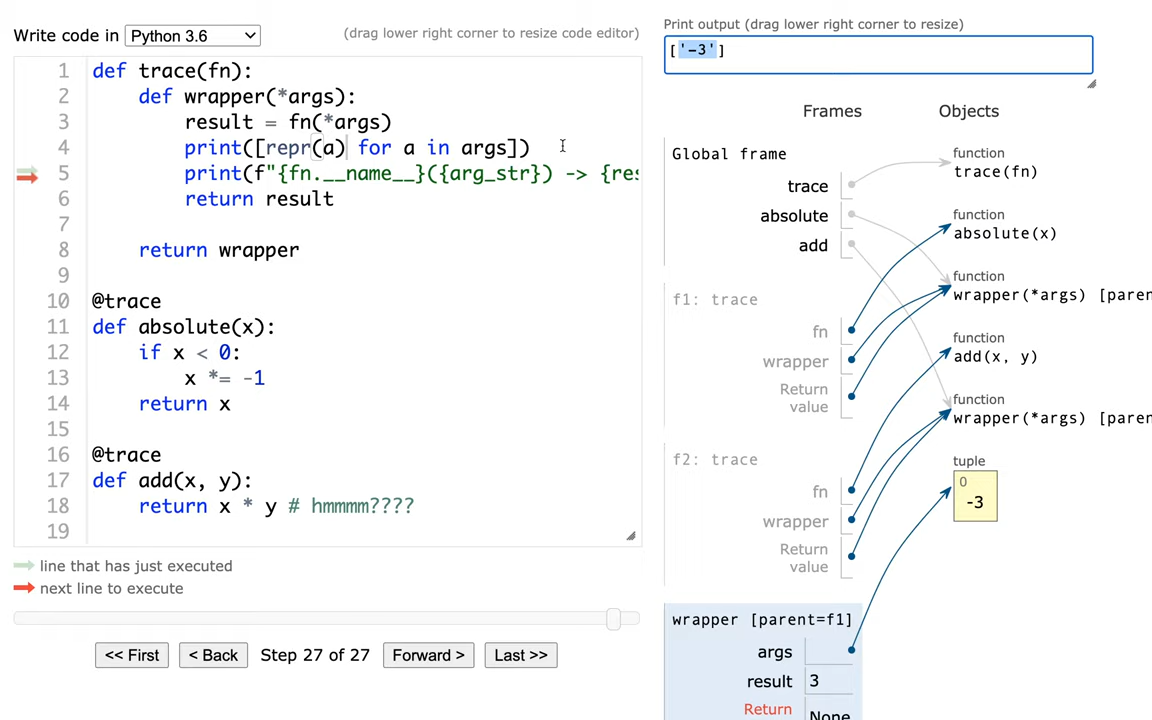 Write code in Python 3.6
(drag lower right corner to resize code editor)
1 def trace(fn):
2     def wrapper(*args):
3         result = fn(*args)
4         print([repr(a) for a in args])
5         print(f"{fn.__name__}({arg_str}) -> {res
6         return result
7
8     return wrapper
9
10 @trace
11 def absolute(x):
12     if x < 0:
13         x *= -1
14     return x
15
16 @trace
17 def add(x, y):
18     return x * y # hmmmm????
19
line that has just executed
next line to execute
<< First
< Back
Step 27 of 27
Forward >
Last >>
Print output (drag lower right corner to resize)
['-3']
Frames
Objects
Global frame
trace
absolute
add
f1: trace
fn
wrapper
Return
value
f2: trace
fn
wrapper
Return
value
wrapper [parent=f1]
args
result 3
Return
None
function
trace(fn)
function
absolute(x)
function
wrapper(*args) [paren
function
add(x, y)
function
wrapper(*args) [paren
tuple
0
-3